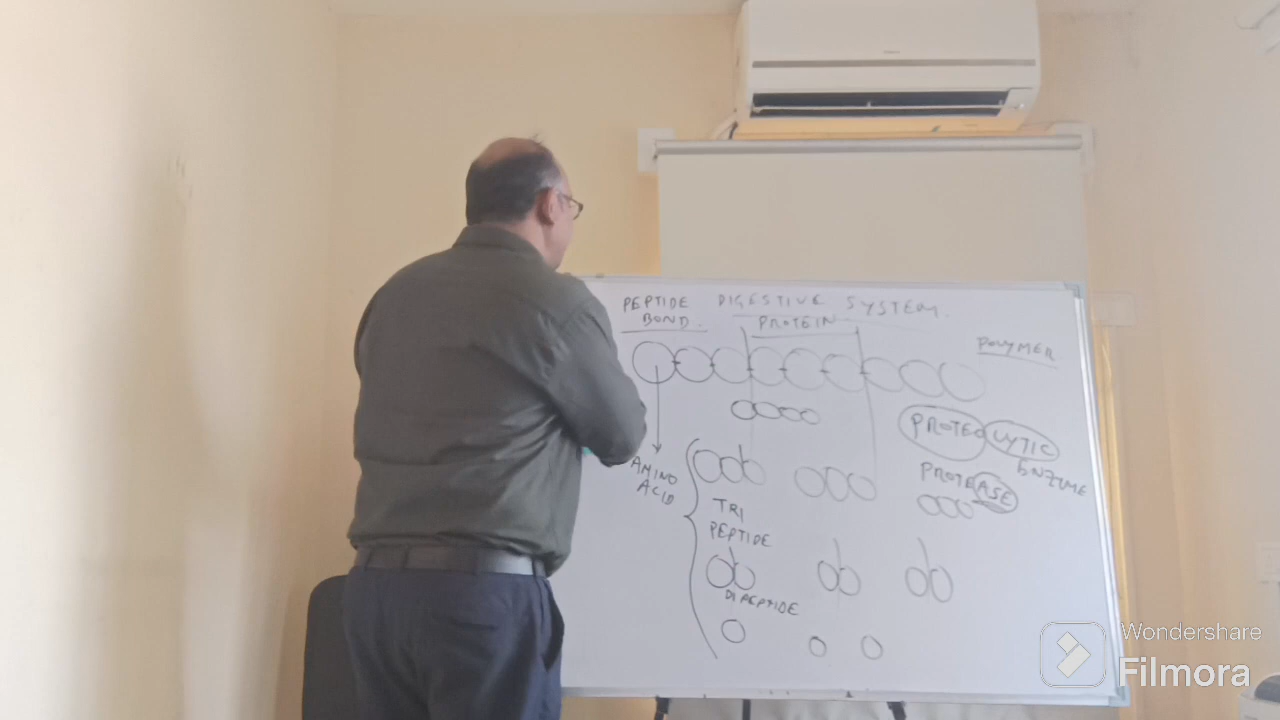 DIGESTIVE SYSTEM.
PEPTIDE
BOND.
PROTEIN
POLYMER
PROTEOLYTIC
ENZYME
PROTEASE
AMINO
ACID
TRI
PEPTIDE
DIPEPTIDE
Wondershare
Filmora